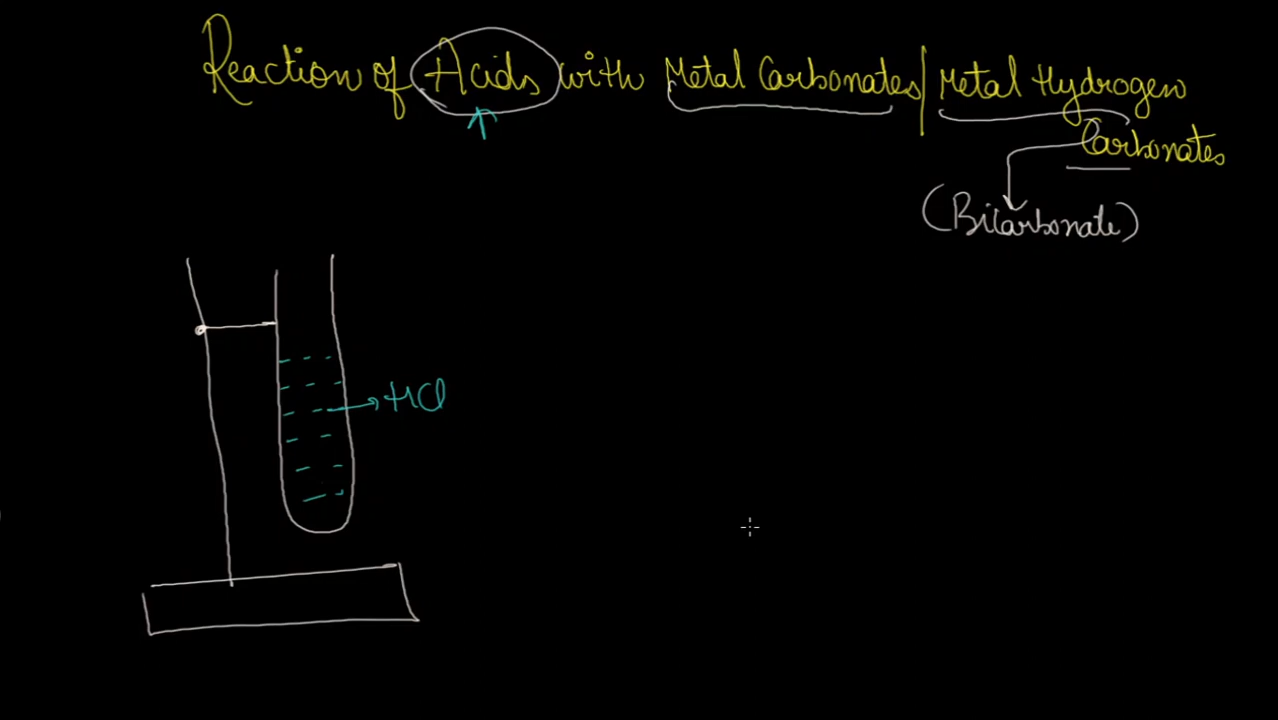 Reaction of Acids with Metal Carbonates/Metal Hydrogen
Carbonates
(Bicarbonate)
HCl